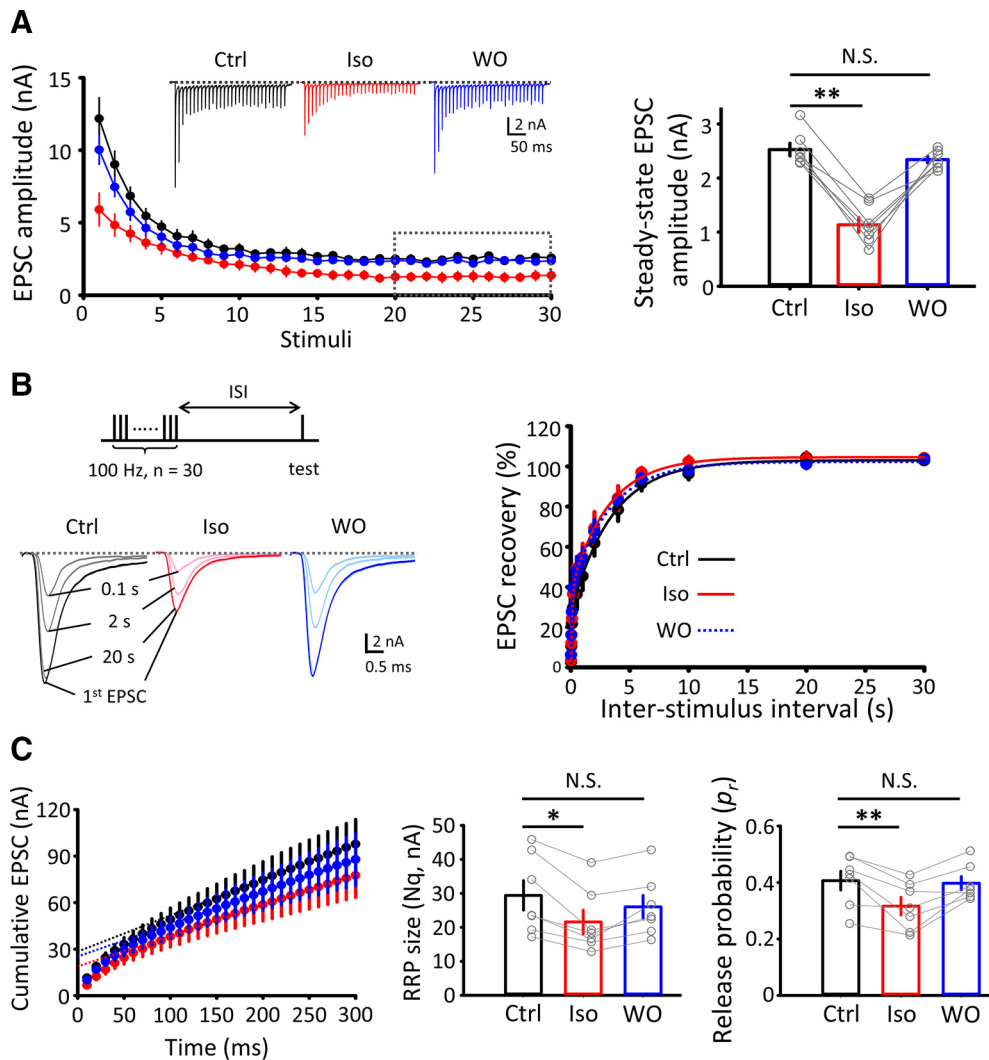 A
Ctrl Iso WO
EPSC amplitude (nA)
15
10
5
0
2 nA
50 ms
0 5 10 15 20 25 30
Stimuli
N.S.
**
Steady-state EPSC
amplitude (nA)
3
2
1
0
Ctrl Iso WO
B
ISI
100 Hz, n = 30
test
Ctrl Iso WO
0.1 s
2 s
20 s
1st EPSC
2 nA
0.5 ms
EPSC recovery (%)
120
100
80
60
40
20
0
Ctrl
Iso
WO
0 5 10 15 20 25 30
Inter-stimulus interval (s)
C
Cumulative EPSC (nA)
120
90
60
30
0
0 50 100 150 200 250 300
Time (ms)
N.S.
*
RRP size (Nq, nA)
50
40
30
20
10
0
Ctrl Iso WO
N.S.
**
Release probability (pr)
0.6
0.4
0.2
0
Ctrl Iso WO